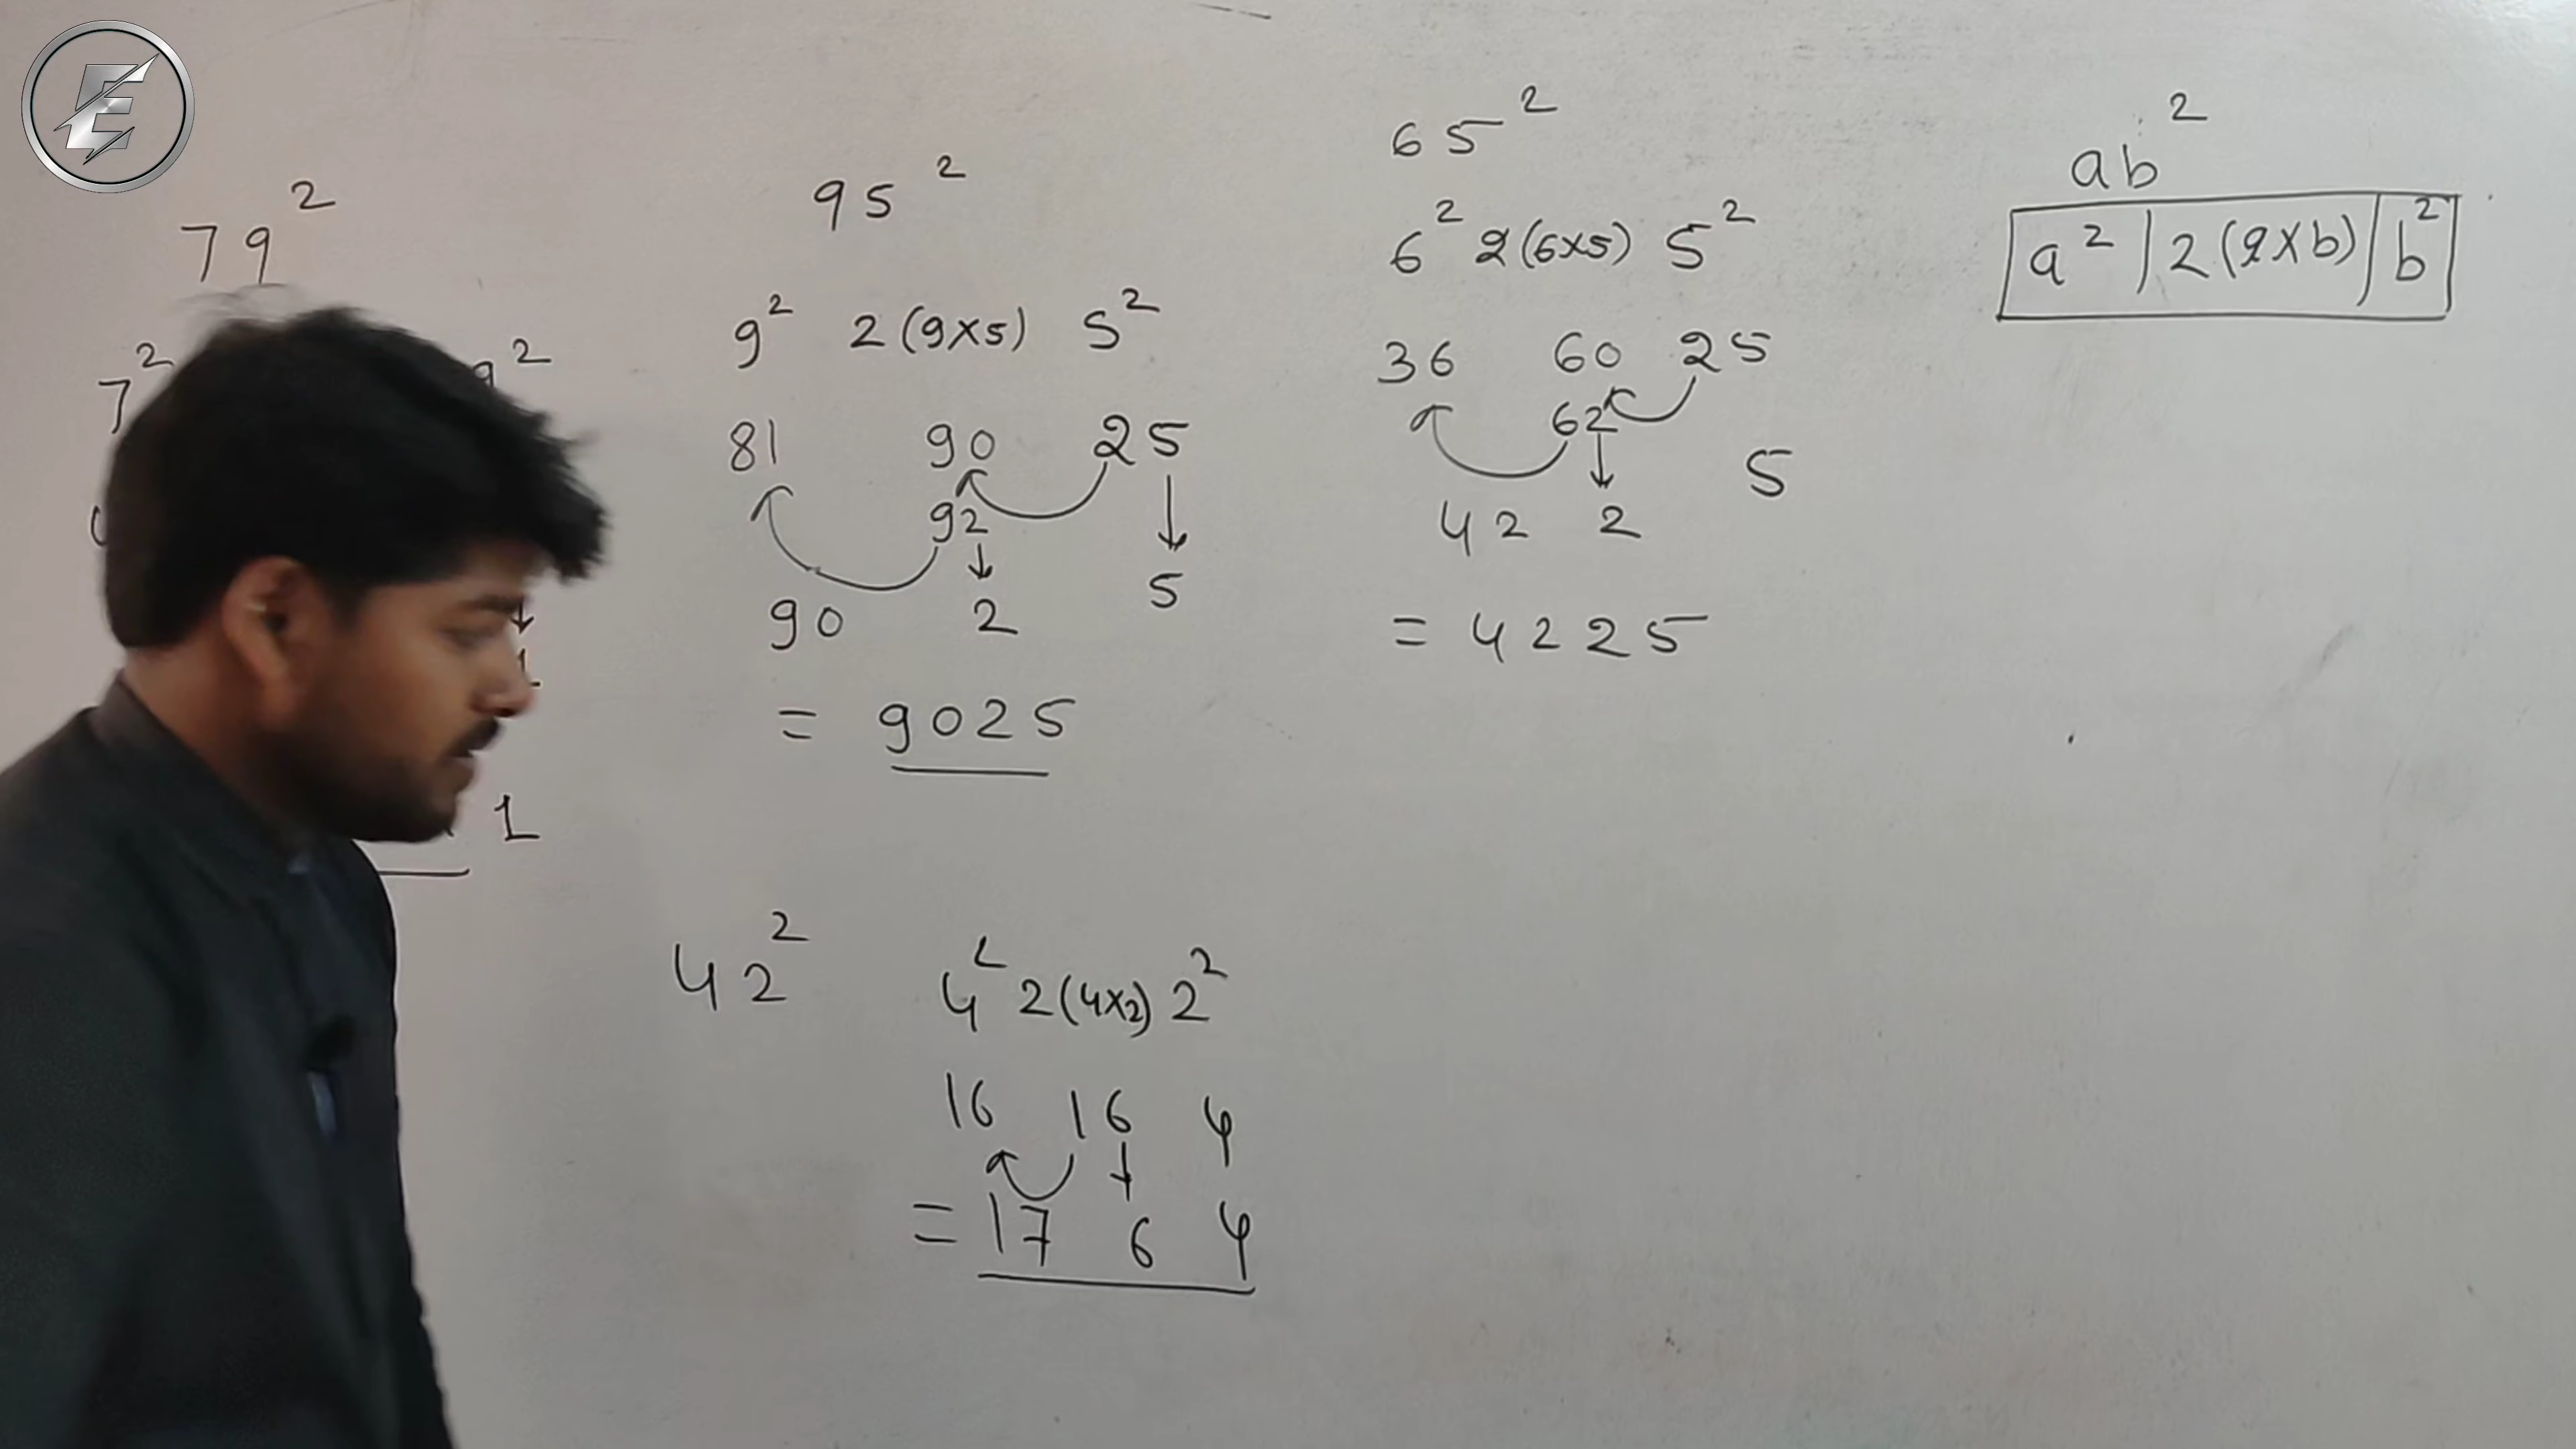 79²
7²
9²
1
95²
9² 2(9×5) 5²
81 90 25
92
90 2 5
= 9025
65²
6² 2(6×5) 5²
36 60 25
62
5
42 2
= 4225
ab²
a² | 2(a×b) | b²
42²
4² 2(4×2) 2²
16 16 4
= 17 6 4
E